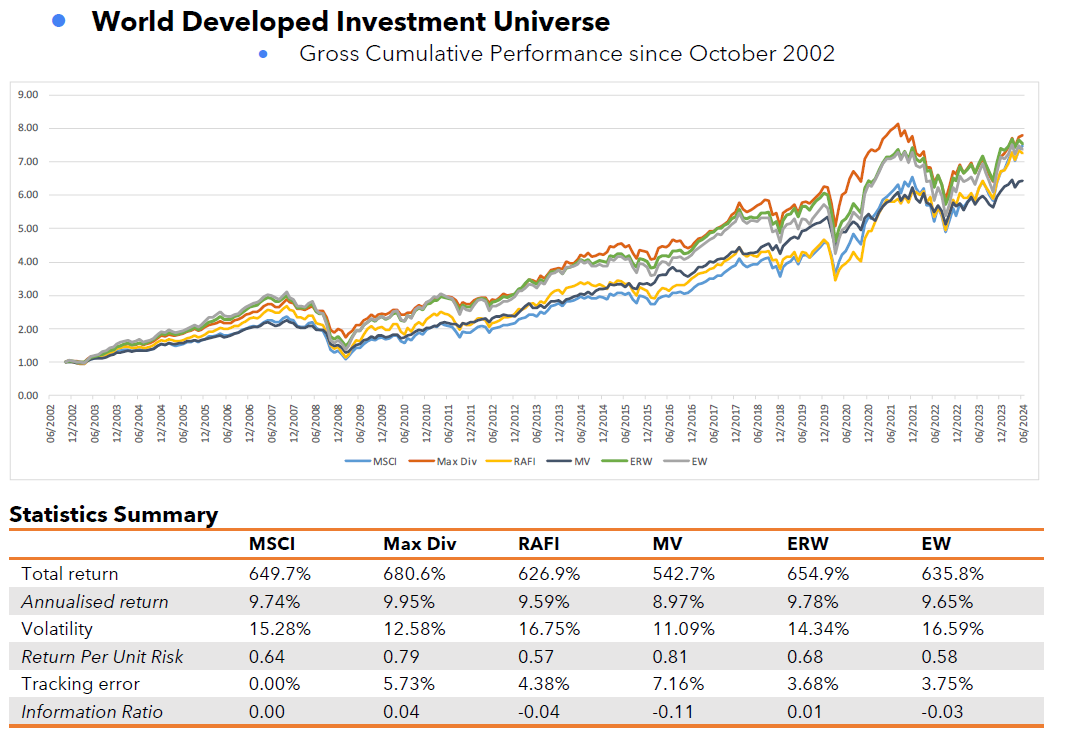 World Developed Investment Universe
Gross Cumulative Performance since October 2002
9.00
8.00
7.00
6.00
5.00
4.00
3.00
2.00
1.00
0.00
06/2002 12/2002 06/2003 12/2003 06/2004 12/2004 06/2005 12/2005 06/2006 12/2006 06/2007 12/2007 06/2008 12/2008 06/2009 12/2009 06/2010 12/2010 06/2011 12/2011 06/2012 12/2012 06/2013 12/2013 06/2014 12/2014 06/2015 12/2015 06/2016 12/2016 06/2017 12/2017 06/2018 12/2018 06/2019 12/2019 06/2020 12/2020 06/2021 12/2021 06/2022 12/2022 06/2023 12/2023 06/2024
MSCI Max Div RAFI MV ERW EW
Statistics Summary
MSCI Max Div RAFI MV ERW EW
Total return 649.7% 680.6% 626.9% 542.7% 654.9% 635.8%
Annualised return 9.74% 9.95% 9.59% 8.97% 9.78% 9.65%
Volatility 15.28% 12.58% 16.75% 11.09% 14.34% 16.59%
Return Per Unit Risk 0.64 0.79 0.57 0.81 0.68 0.58
Tracking error 0.00% 5.73% 4.38% 7.16% 3.68% 3.75%
Information Ratio 0.00 0.04 -0.04 -0.11 0.01 -0.03